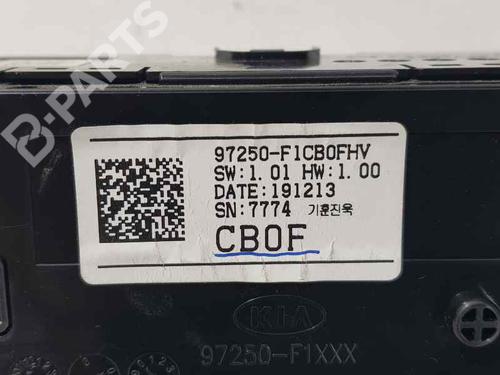 B-PARTS
97250-F1CB0FHV
SW:1.01 HW:1.00
DATE:191213
SN:7774 기훈진욱
CB0F
KIA
97250-F1XXX